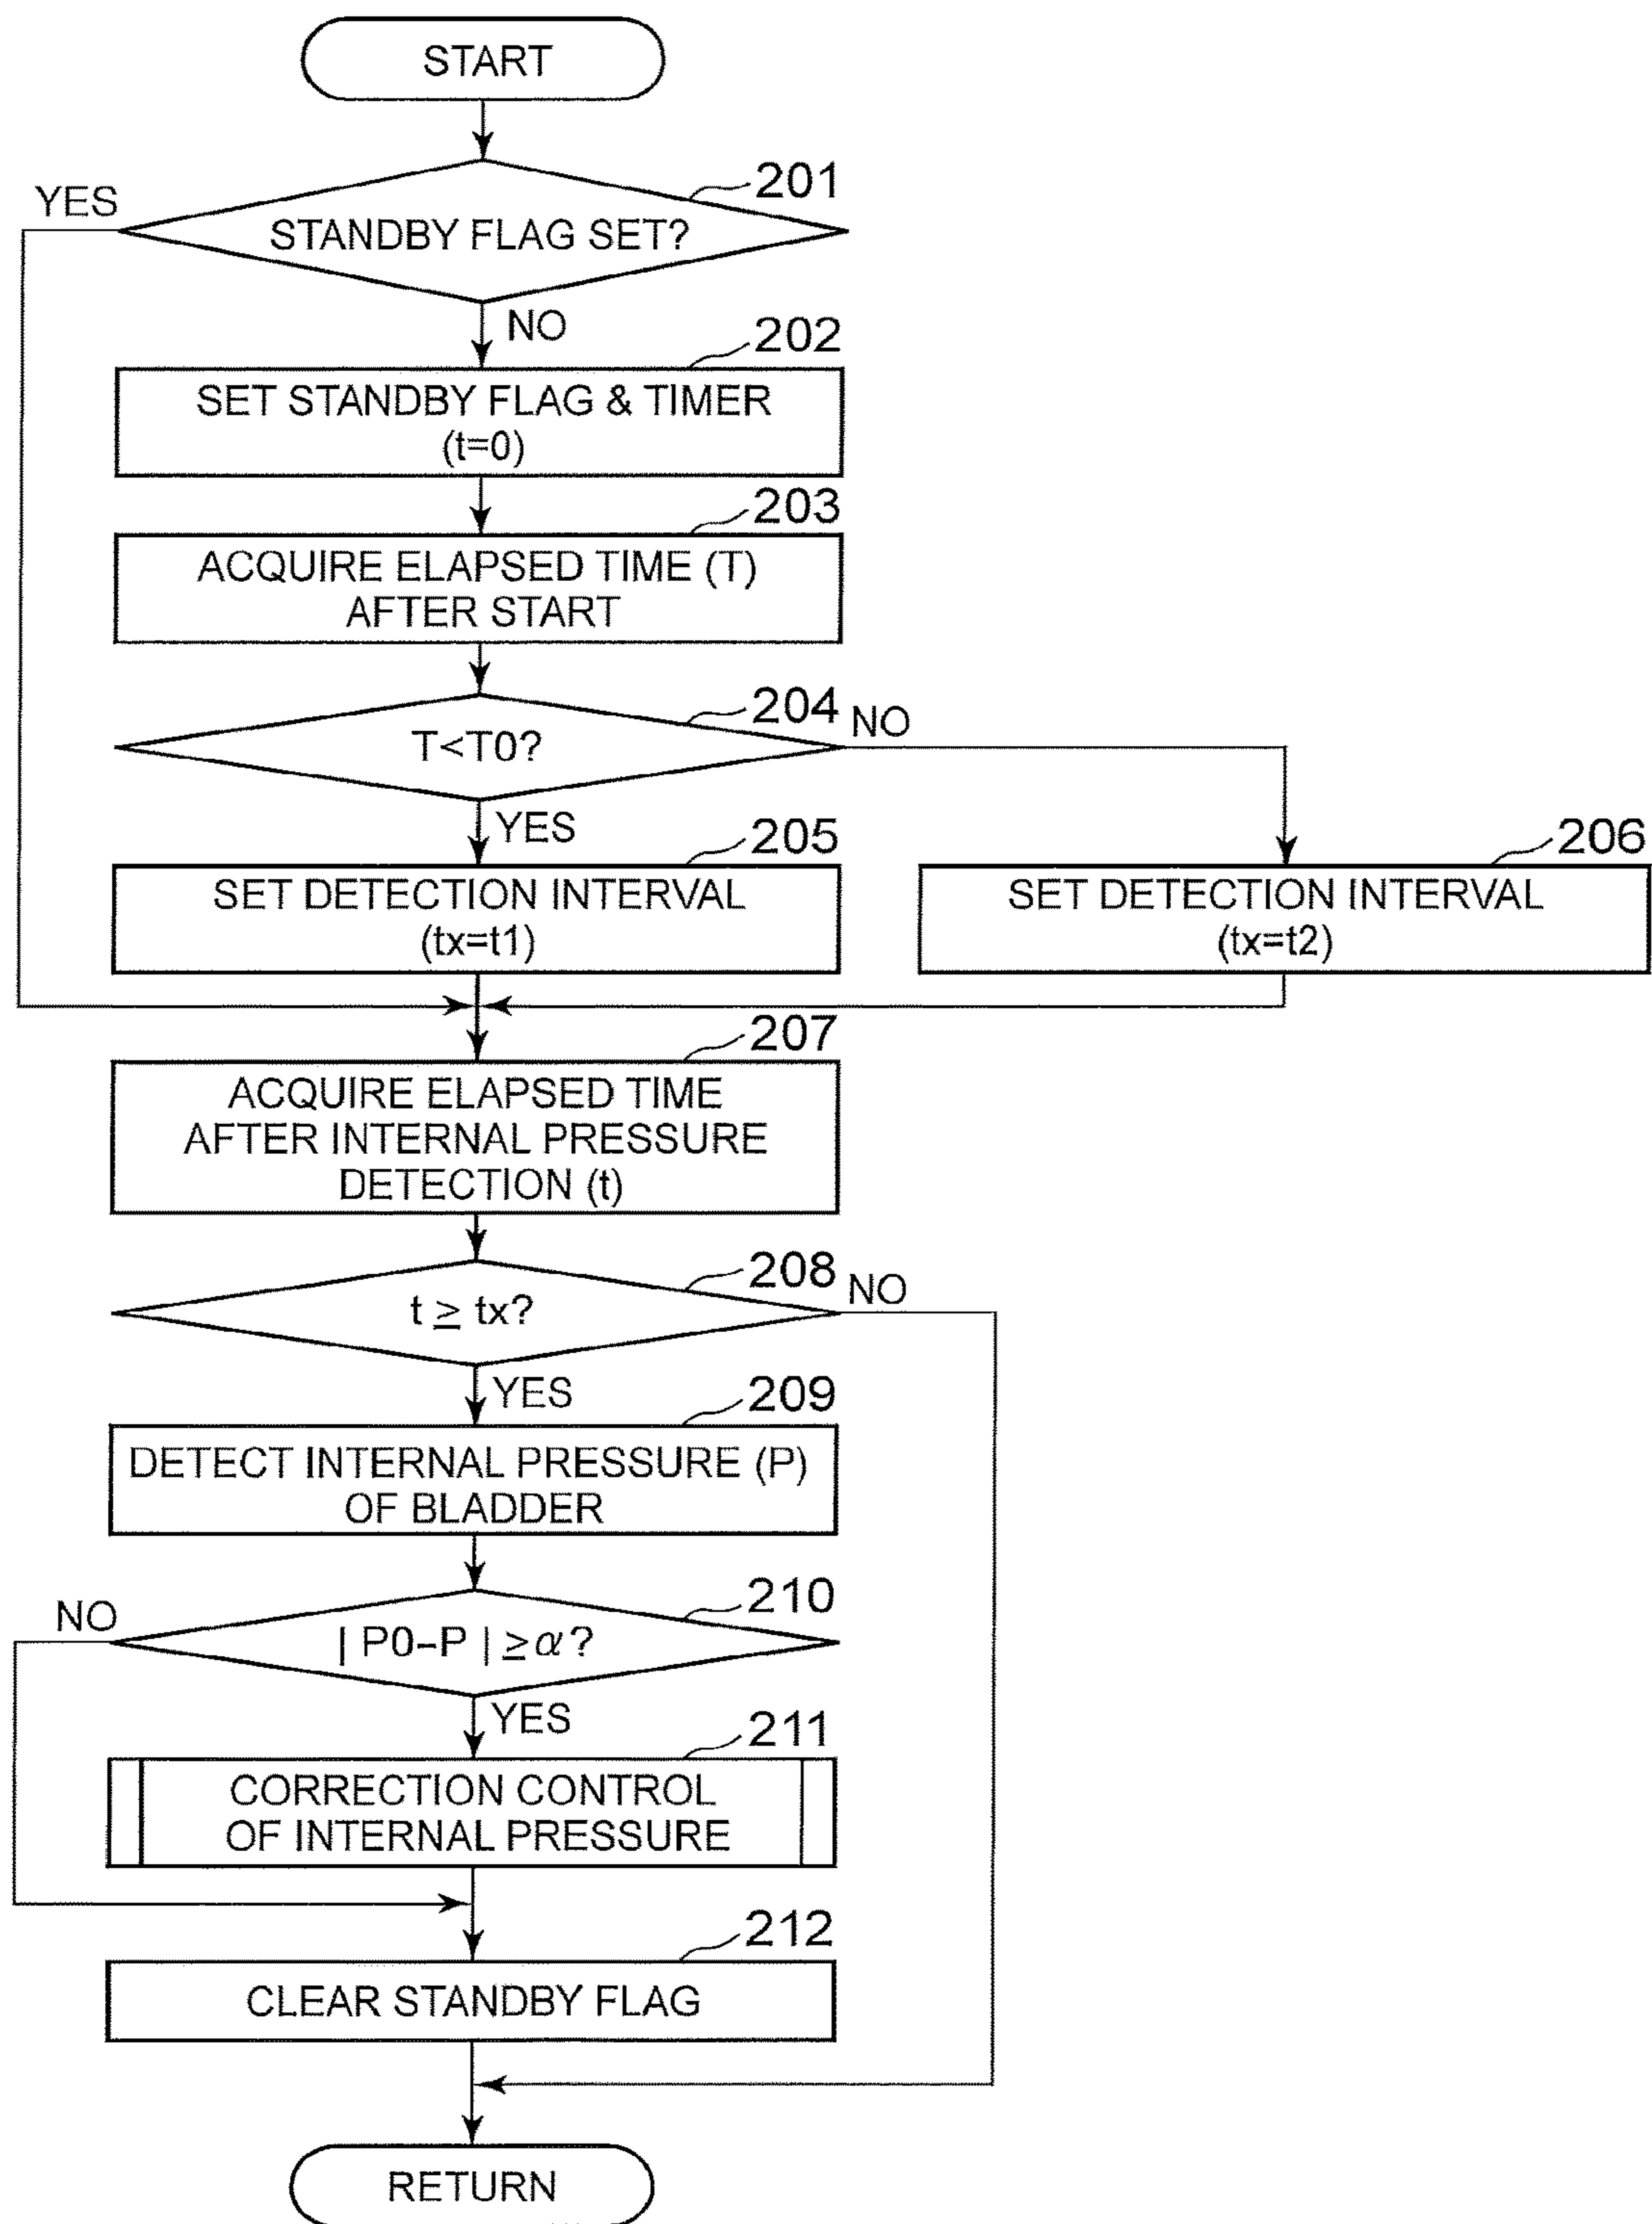 START
201
YES
STANDBY FLAG SET?
NO
202
SET STANDBY FLAG & TIMER
(t=0)
203
ACQUIRE ELAPSED TIME (T)
AFTER START
204
NO
T<T0?
YES
205
206
SET DETECTION INTERVAL
(tx=t1)
SET DETECTION INTERVAL
(tx=t2)
207
ACQUIRE ELAPSED TIME
AFTER INTERNAL PRESSURE
DETECTION (t)
208
NO
t ≥ tx?
YES
209
DETECT INTERNAL PRESSURE (P)
OF BLADDER
210
NO
| P0–P | ≥ α?
YES
211
CORRECTION CONTROL
OF INTERNAL PRESSURE
212
CLEAR STANDBY FLAG
RETURN